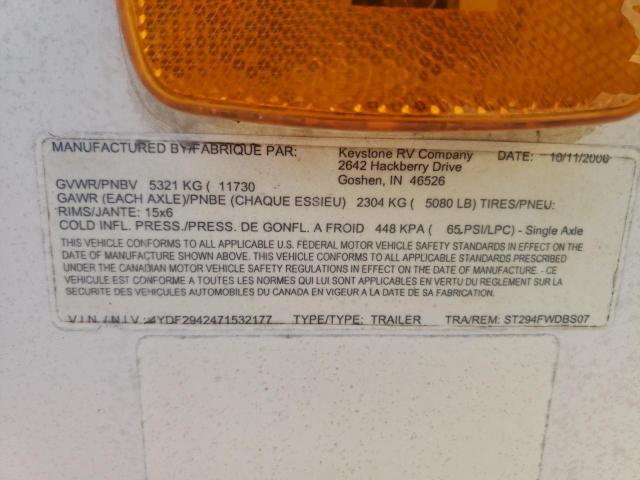 MANUFACTURED BY/FABRIQUE PAR: Keystone RV Company DATE:
2642 Hackberry Drive
GVWR/PNBV 5321 KG ( 11730 Goshen, IN 46526
GAWR (EACH AXLE)/PNBE (CHAQUE ESSIEU) 2304 KG ( 5080 LB) TIRES/PNEU:
RIMS/JANTE: 15x6
COLD INFL. PRESS./PRESS. DE GONFL. A FROID 448 KPA ( 65 PSI/LPC) - Single Axle
THIS VEHICLE CONFORMS TO ALL APPLICABLE U.S. FEDERAL MOTOR VEHICLE SAFETY STANDARDS IN EFFECT ON THE
DATE OF MANUFACTURE SHOWN ABOVE. THIS VEHICLE CONFORMS TO ALL APPLICABLE STANDARDS PRESCRIBED
UNDER THE CANADIAN MOTOR VEHICLE SAFETY REGULATIONS IN EFFECT ON THE DATE OF MANUFACTURE. - CE
VEHICULE EST CONFORME A TOUTES LES NORMES QUI LUI SONT APPLICABLES EN VERTU DU REGLEMENT SUR LA
SECURITE DES VEHICULES AUTOMOBILES DU CANADA EN VIGEUR A LA DATE DE SA FABRICATION.
V.I.N. / N.I.V.: 4YDF2942471532177 TYPE/TYPE: TRAILER TRA/REM: ST294FWDBS07